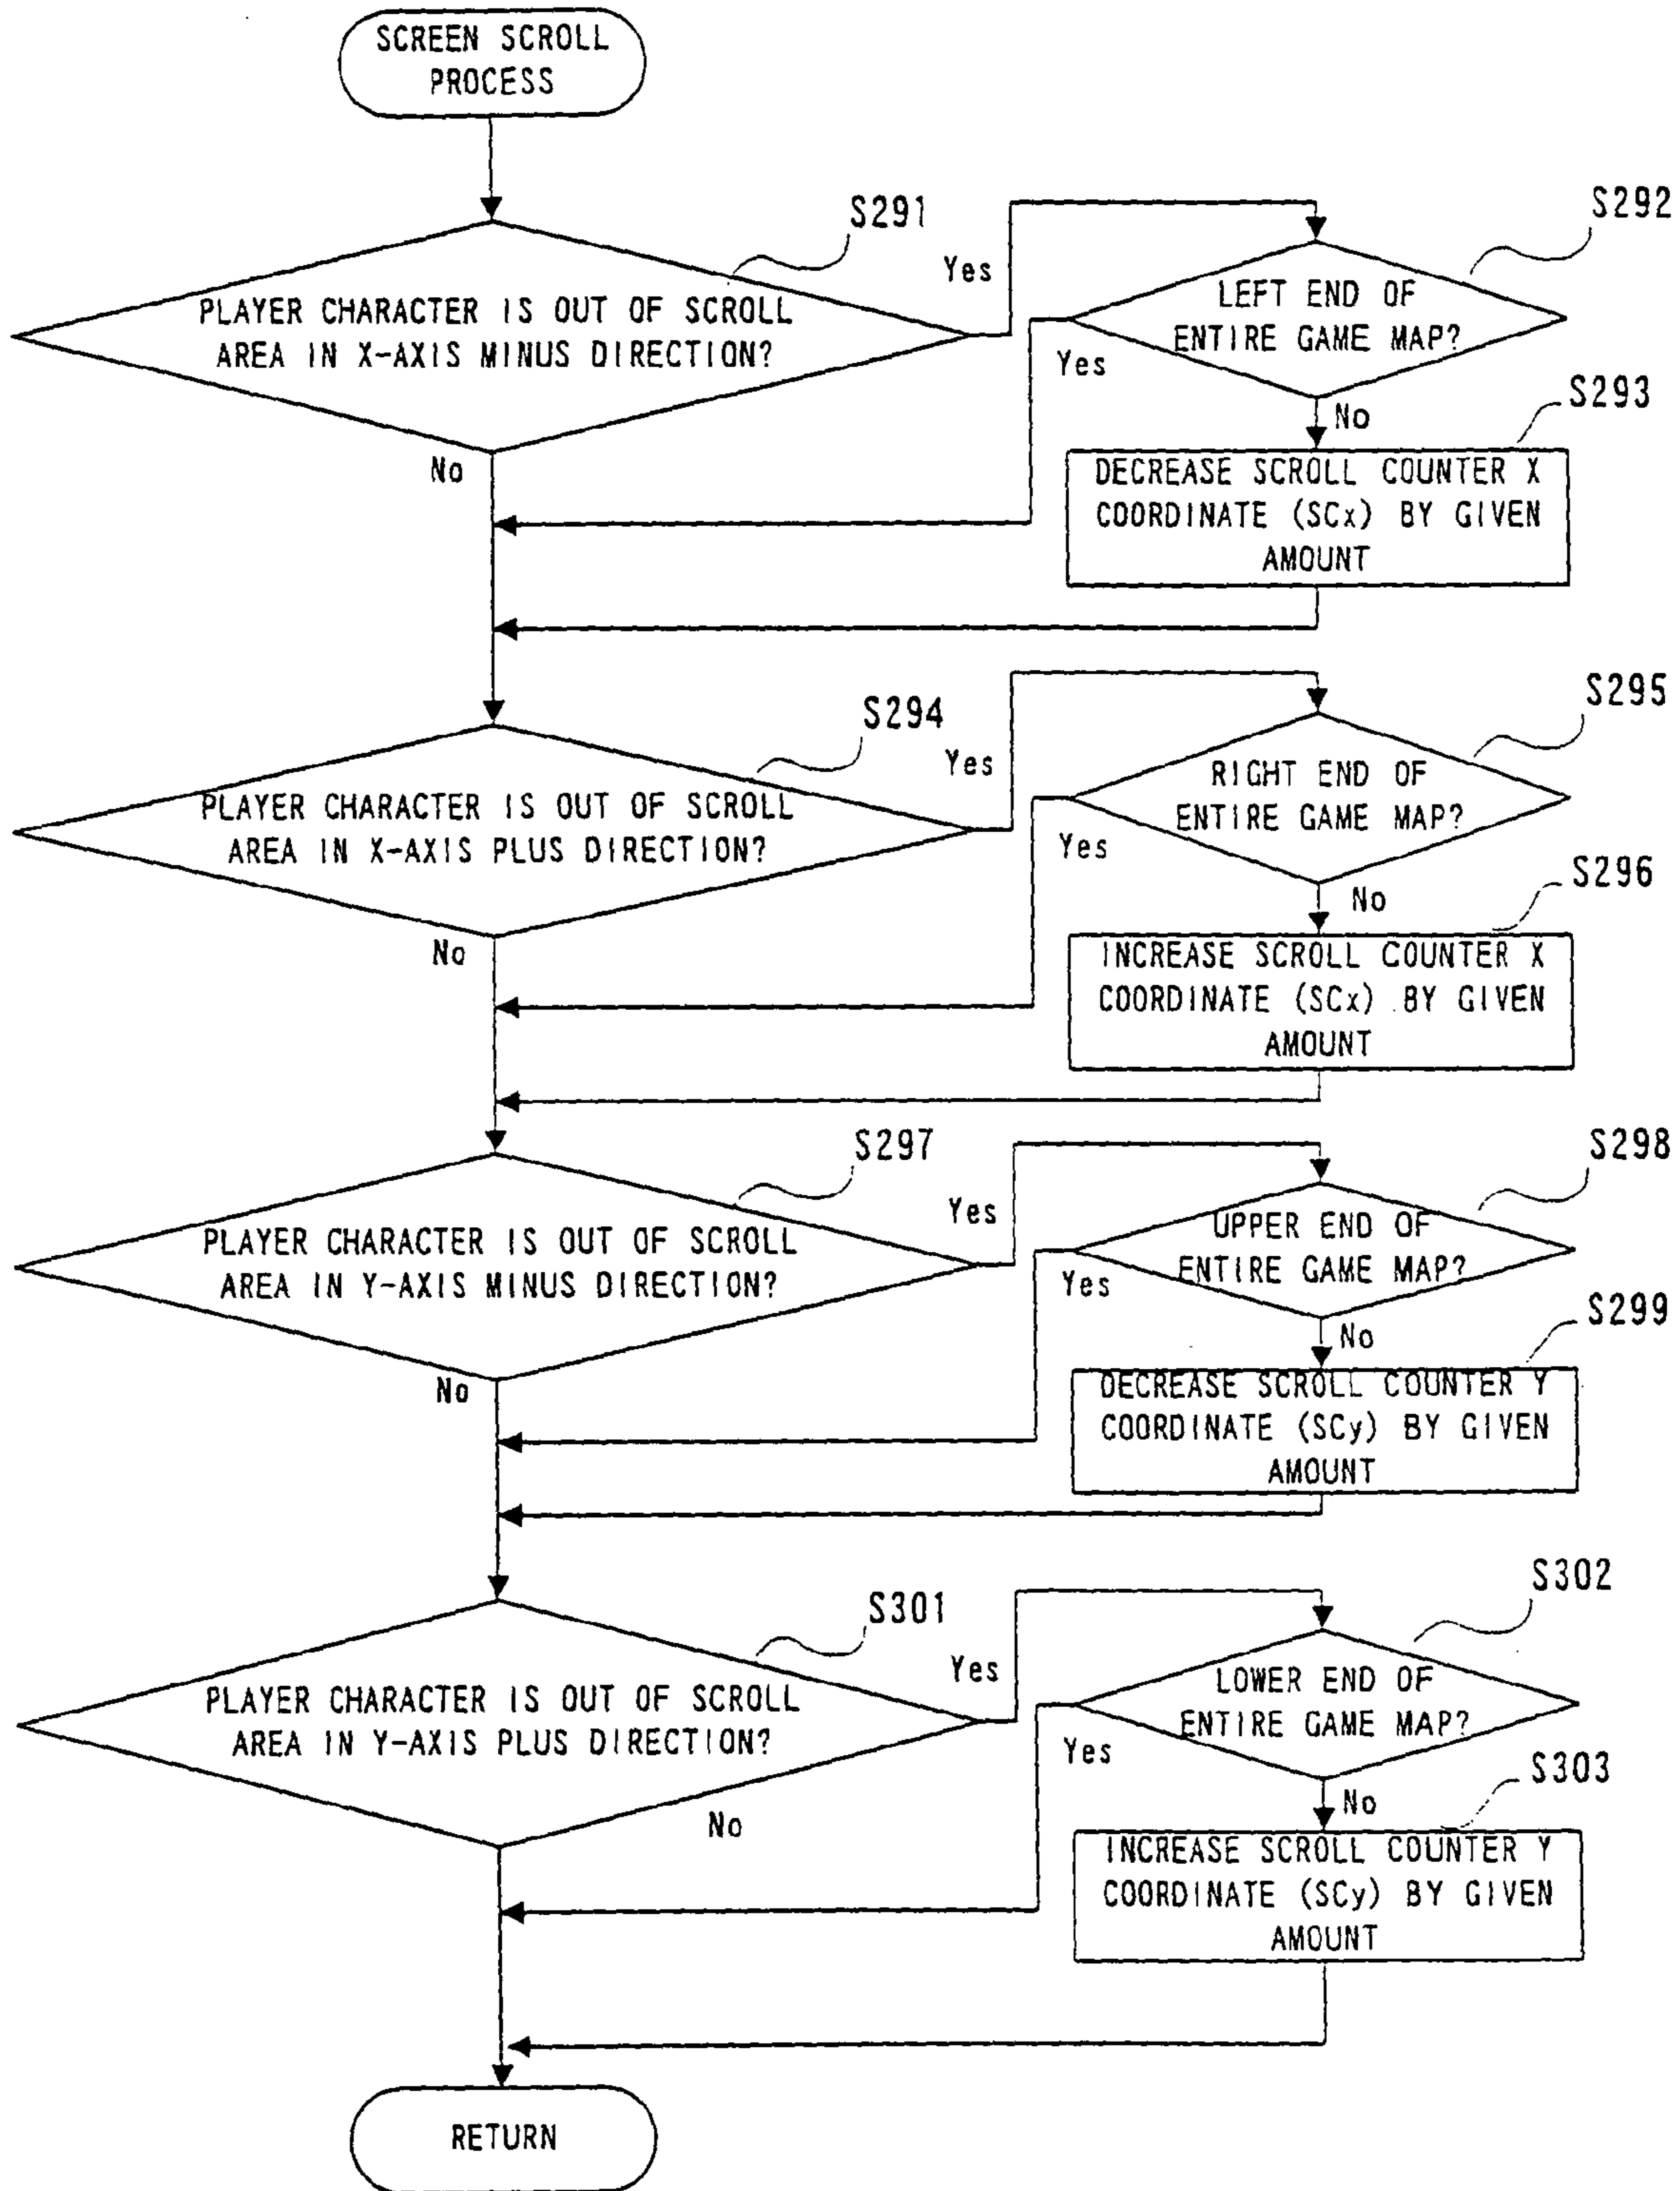 SCREEN SCROLL
PROCESS
S291
PLAYER CHARACTER IS OUT OF SCROLL
AREA IN X-AXIS MINUS DIRECTION?
Yes
No
S292
LEFT END OF
ENTIRE GAME MAP?
Yes
No
S293
DECREASE SCROLL COUNTER X
COORDINATE (SCx) BY GIVEN
AMOUNT
S294
PLAYER CHARACTER IS OUT OF SCROLL
AREA IN X-AXIS PLUS DIRECTION?
Yes
No
S295
RIGHT END OF
ENTIRE GAME MAP?
Yes
No
S296
INCREASE SCROLL COUNTER X
COORDINATE (SCx) BY GIVEN
AMOUNT
S297
PLAYER CHARACTER IS OUT OF SCROLL
AREA IN Y-AXIS MINUS DIRECTION?
Yes
No
S298
UPPER END OF
ENTIRE GAME MAP?
Yes
No
S299
DECREASE SCROLL COUNTER Y
COORDINATE (SCy) BY GIVEN
AMOUNT
S301
PLAYER CHARACTER IS OUT OF SCROLL
AREA IN Y-AXIS PLUS DIRECTION?
Yes
No
S302
LOWER END OF
ENTIRE GAME MAP?
Yes
No
S303
INCREASE SCROLL COUNTER Y
COORDINATE (SCy) BY GIVEN
AMOUNT
RETURN